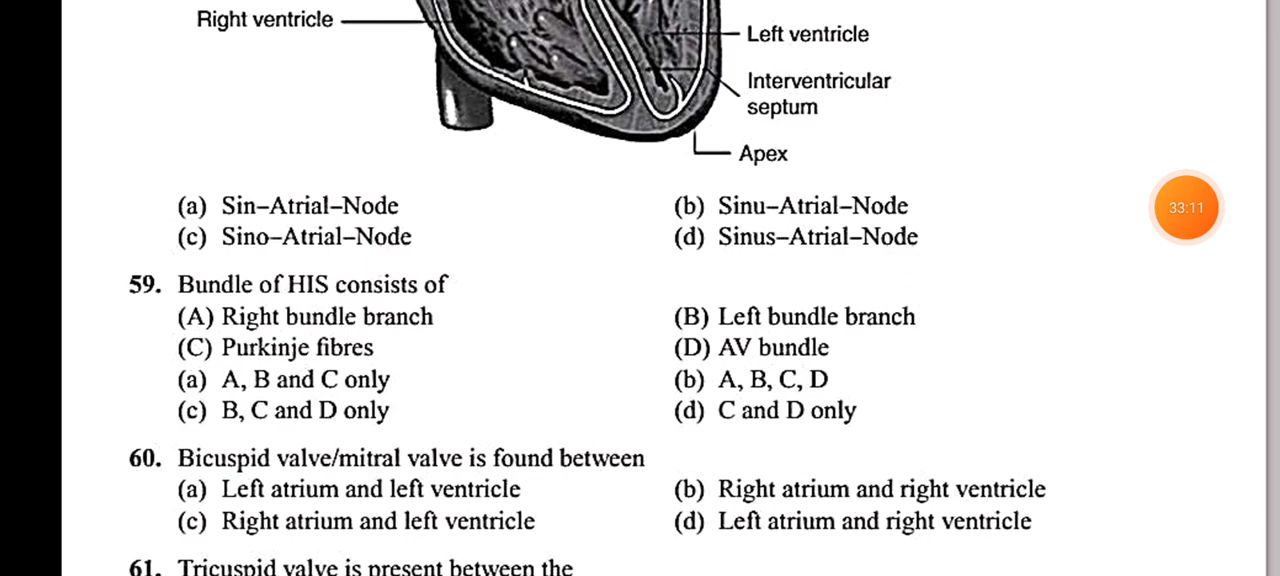 Right ventricle
Left ventricle
Interventricular
septum
Apex
(a) Sin–Atrial–Node (b) Sinu–Atrial–Node
(c) Sino–Atrial–Node (d) Sinus–Atrial–Node
33:11
59. Bundle of HIS consists of
(A) Right bundle branch (B) Left bundle branch
(C) Purkinje fibres (D) AV bundle
(a) A, B and C only (b) A, B, C, D
(c) B, C and D only (d) C and D only
60. Bicuspid valve/mitral valve is found between
(a) Left atrium and left ventricle (b) Right atrium and right ventricle
(c) Right atrium and left ventricle (d) Left atrium and right ventricle
61. Tricuspid valve is present between the